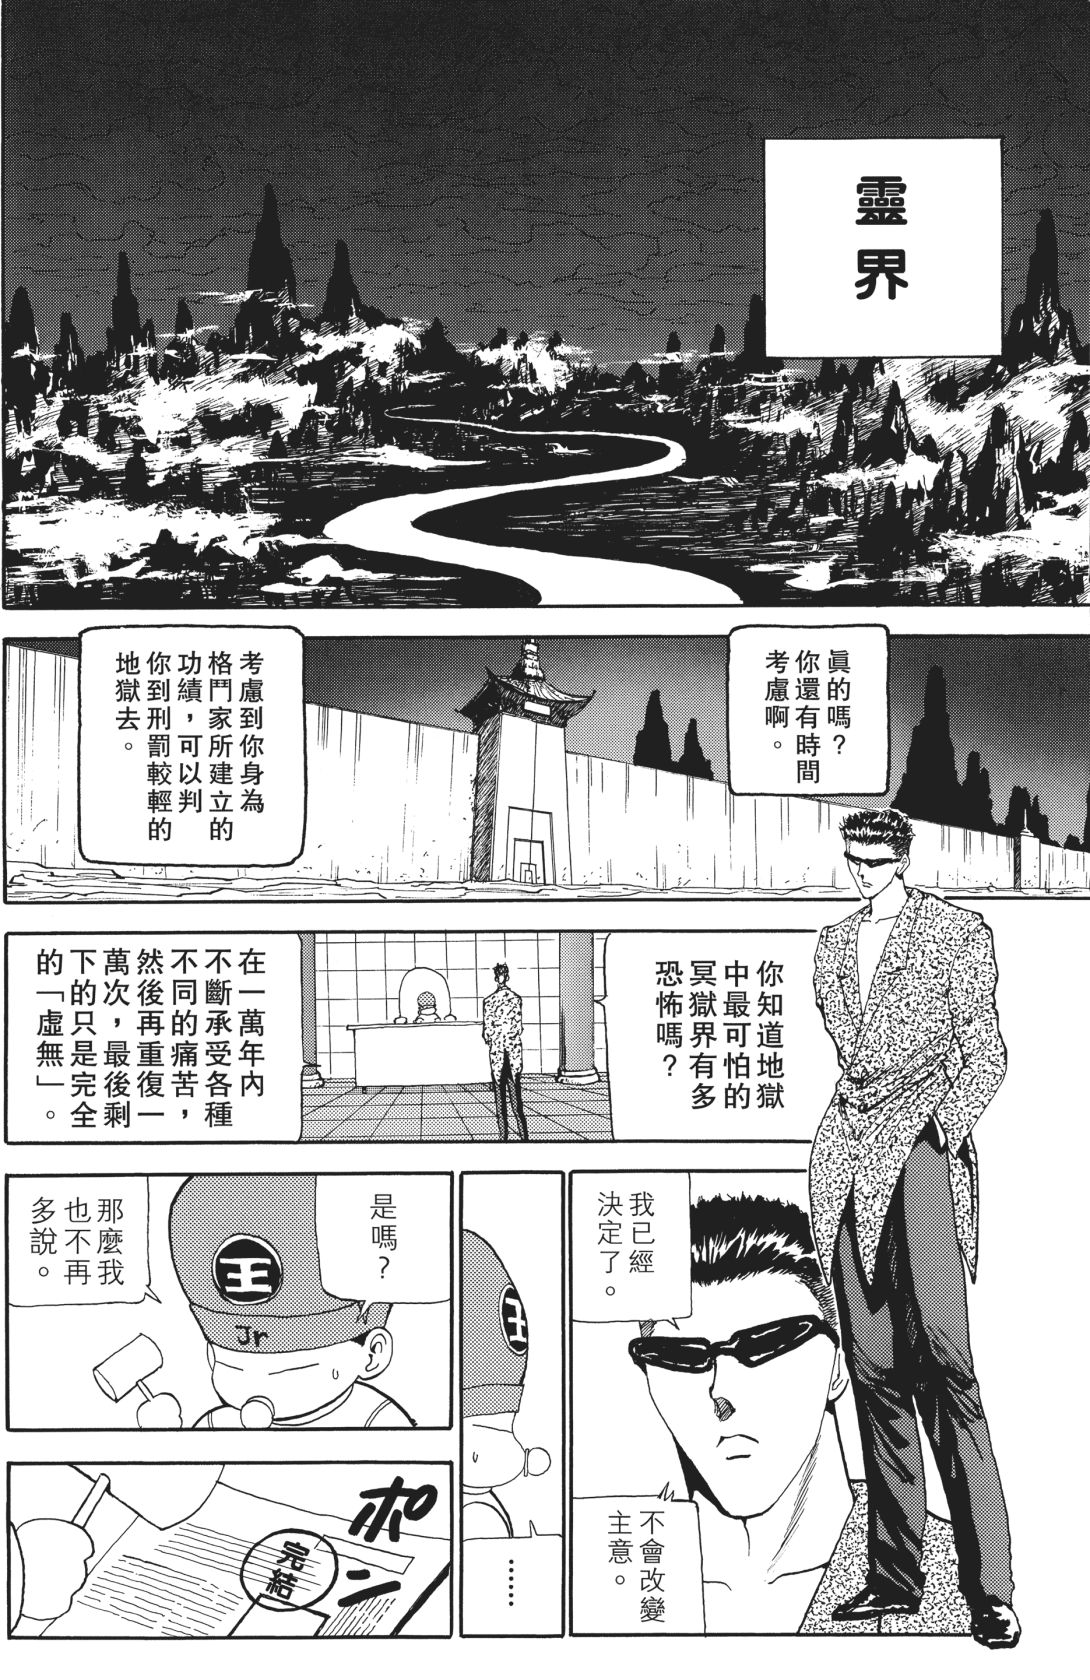 靈界
眞的嗎？
你還有時間
考慮啊。
考慮到你身為
格鬥家所建立的
功績，可以判
你到刑罰較輕的
地獄去。
你知道地獄
中最可怕的
冥獄界有多
恐怖嗎？
在一萬年內
不斷承受各種
不同的痛苦，
然後再重復一
萬次，最後剩
下的只是完全
的「虛無」。
我已經
決定了。
不會改變
主意。
王
……
是嗎？
王
Jr
那麼我
也不再
多說。
ポン
完結